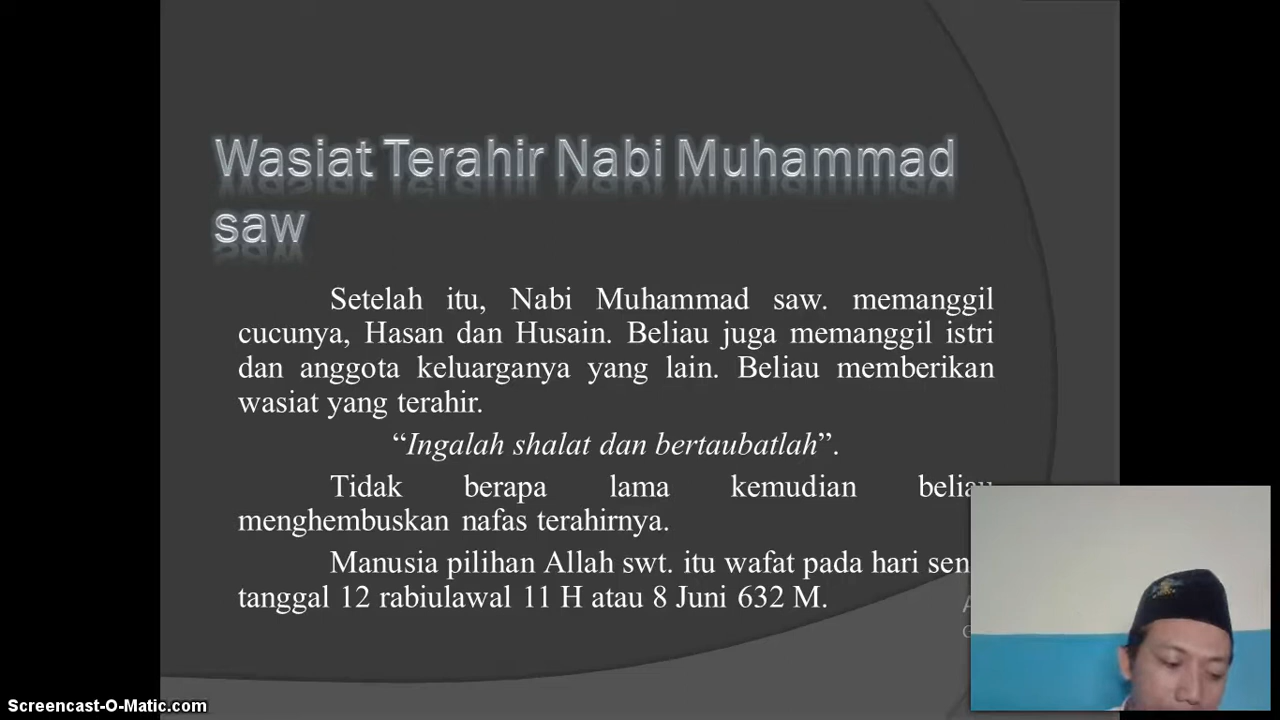 Wasiat Terahir Nabi Muhammad
saw
Setelah itu, Nabi Muhammad saw. memanggil
cucunya, Hasan dan Husain. Beliau juga memanggil istri
dan anggota keluarganya yang lain. Beliau memberikan
wasiat yang terahir.
“Ingalah shalat dan bertaubatlah”.
Tidak berapa lama kemudian beliau
menghembuskan nafas terahirnya.
Manusia pilihan Allah swt. itu wafat pada hari
tanggal 12 rabiulawal 11 H atau 8 Juni 632 M.
Screencast-O-Matic.com